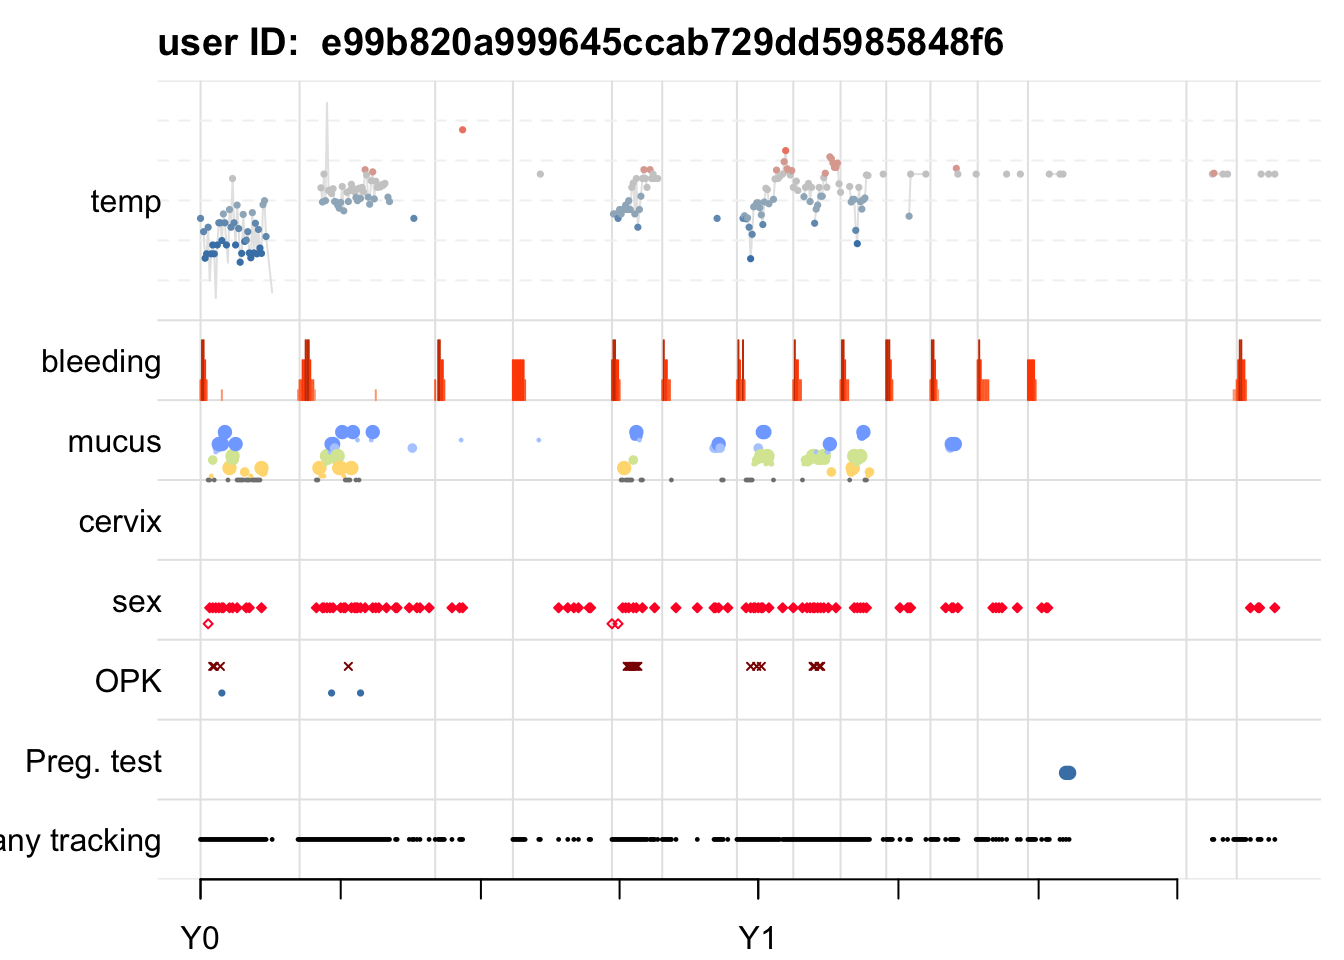 user ID:  e99b820a999645ccab729dd5985848f6
temp
bleeding
mucus
cervix
sex
OPK
Preg. test
any tracking
Y0 Y1